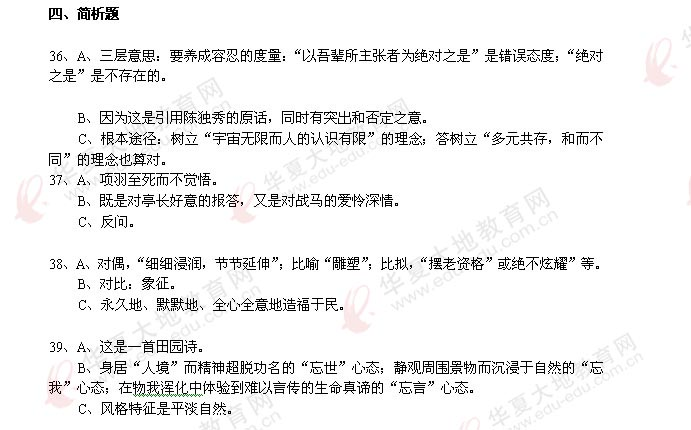 四、简析题
36、A、三层意思：要养成容忍的度量：“以吾辈所主张者为绝对之是”是错误态度；“绝对
之是”是不存在的。
B、因为这是引用陈独秀的原话，同时有突出和否定之意。
C、根本途径：树立“宇宙无限而人的认识有限”的理念；答树立“多元共存，和而不
同”的理念也算对。
37、A、项羽至死而不觉悟。
B、既是对亭长好意的报答，又是对战马的爱怜深情。
C、反问。
38、A、对偶，“细细浸润，节节延伸”；比喻“雕塑”；比拟，“摆老资格”或绝不炫耀”等。
B、对比：象征。
C、永久地、默默地、全心全意地造福于民。
39、A、这是一首田园诗。
B、身居“人境”而精神超脱功名的“忘世”心态；静观周围景物而沉浸于自然的“忘
我”心态；在物我浑化中体验到难以言传的生命真谛的“忘言”心态。
C、风格特征是平淡自然。
华夏大地教育网
www.edu-edu.com.cn